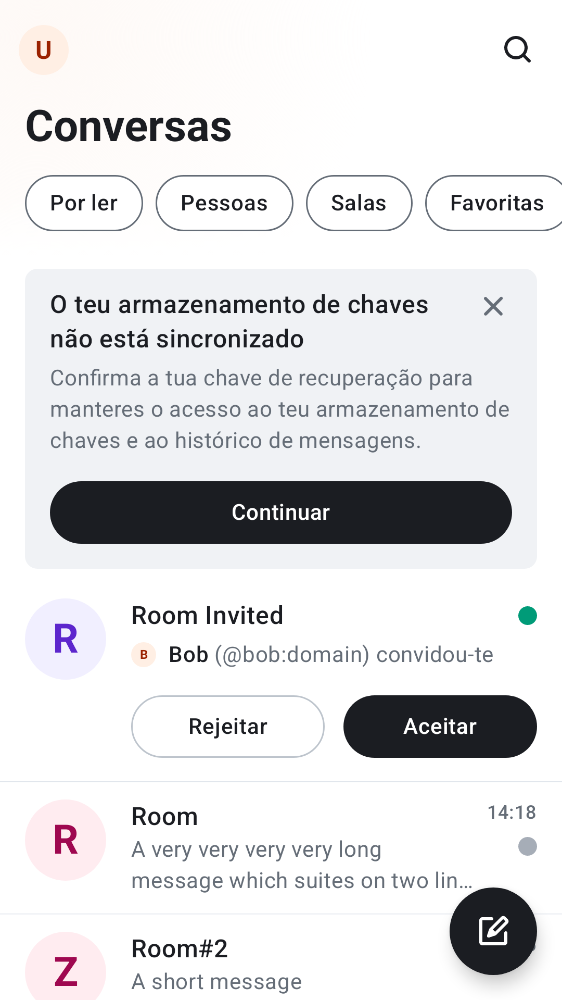 U
Conversas
Por ler
Pessoas
Salas
Favoritas
O teu armazenamento de chaves
não está sincronizado
Confirma a tua chave de recuperação para
manteres o acesso ao teu armazenamento de
chaves e ao histórico de mensagens.
Continuar
R
Room Invited
B
Bob (@bob:domain) convidou-te
Rejeitar
Aceitar
R
Room
14:18
A very very very very long
message which suites on two lin…
Z
Room#2
A short message